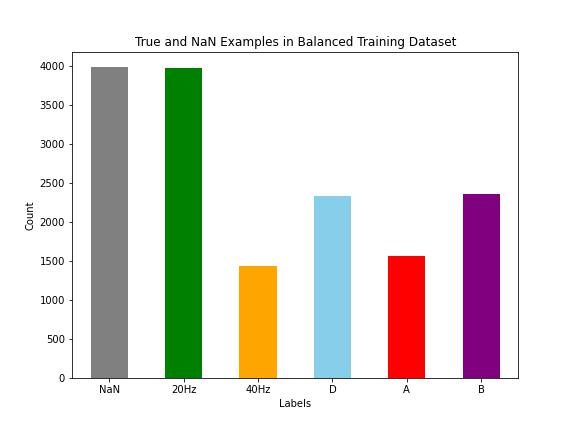 True and NaN Examples in Balanced Training Dataset
4000
3500
3000
2500
2000
1500
1000
500
0
Count
NaN 20Hz 40Hz D A B
Labels